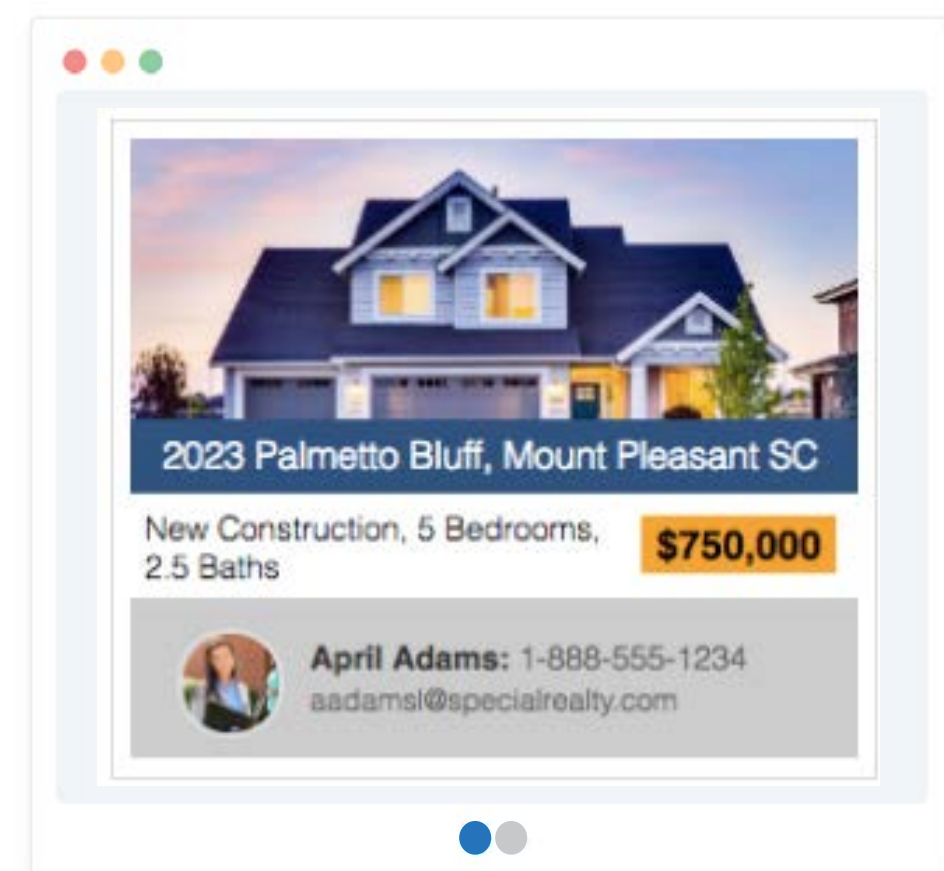 2023 Palmetto Bluff, Mount Pleasant SC
New Construction, 5 Bedrooms,
2.5 Baths
$750,000
April Adams: 1-888-555-1234
aadamsl@specialrealty.com